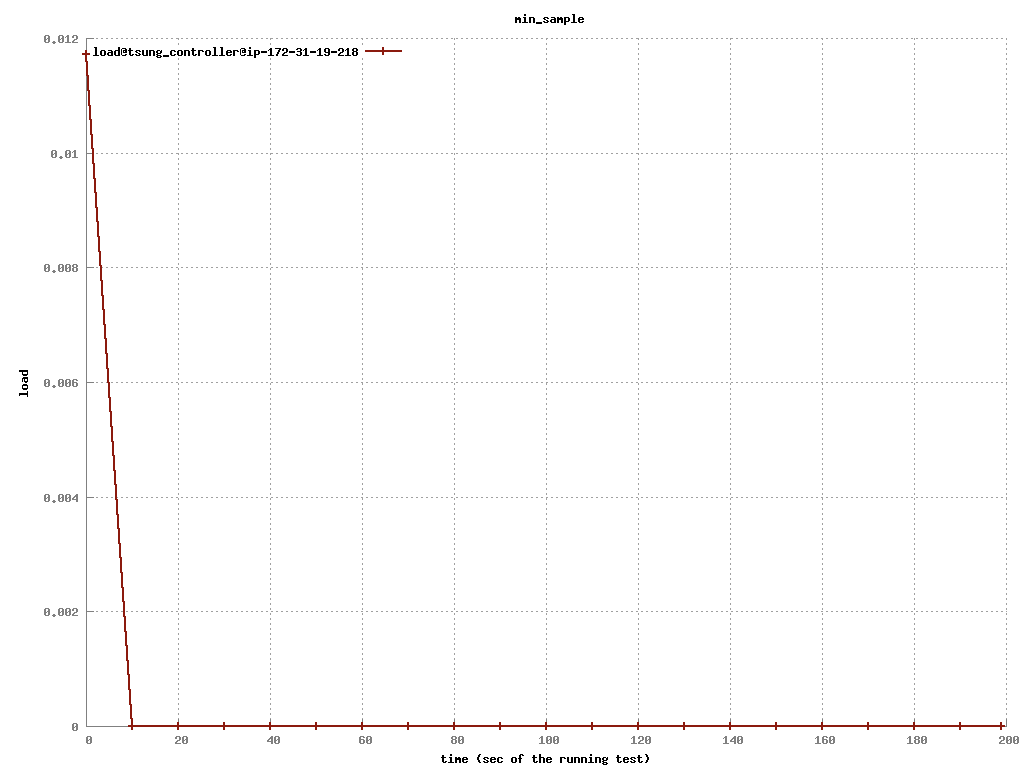 min_sample
load@tsung_controller@ip-172-31-19-218
0.012
0.01
0.008
0.006
0.004
0.002
0
load
0 20 40 60 80 100 120 140 160 180 200
time (sec of the running test)